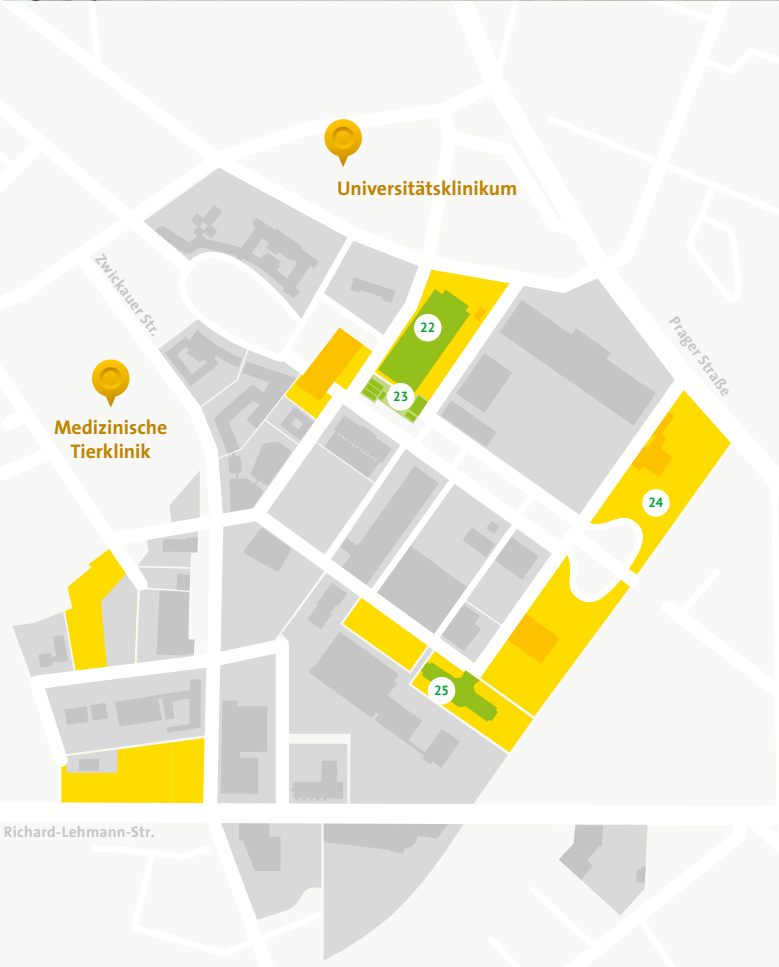 Universitätsklinikum
Zwickauer Str.
22
Prager Straße
Medizinische
Tierklinik
23
24
25
Richard-Lehmann-Str.